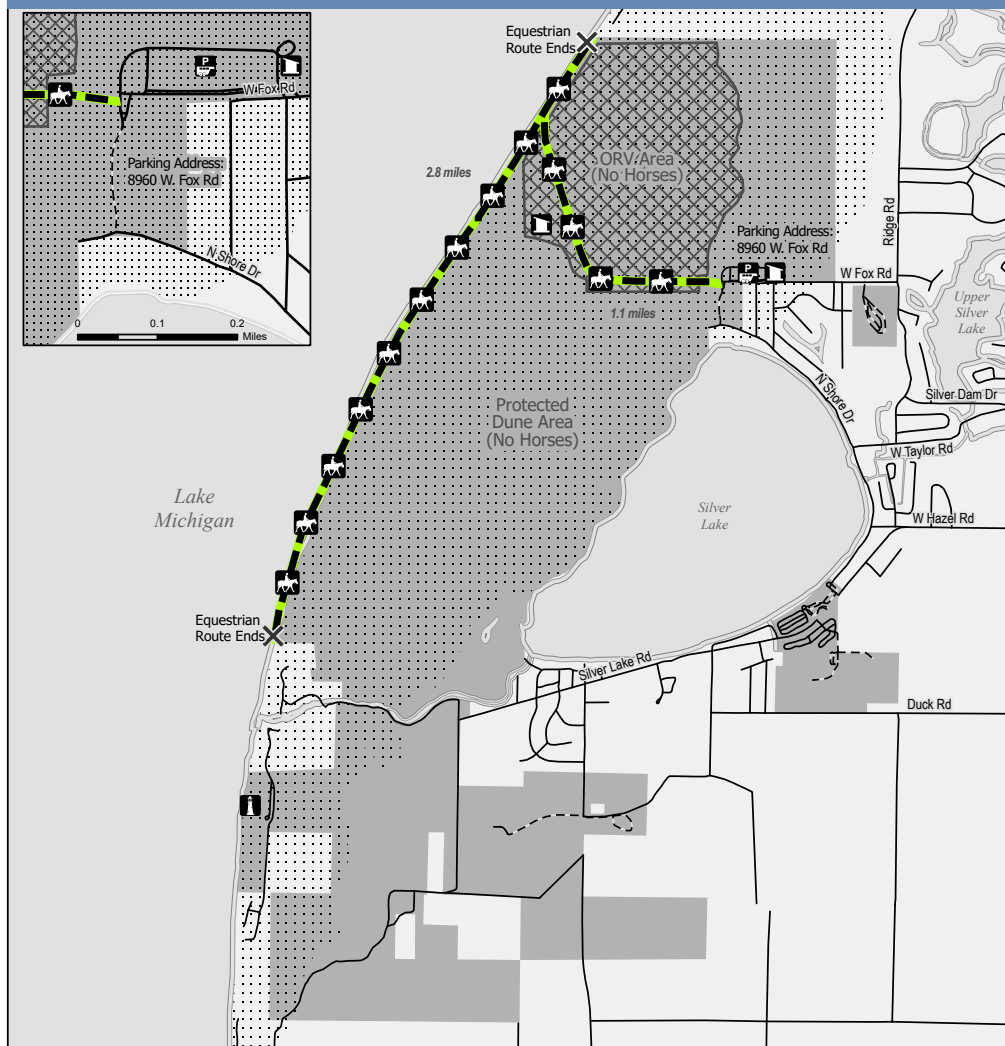 P
W Fox Rd
Parking Address:
8960 W. Fox Rd
N Shore Dr
0
0.1
0.2
Miles
Equestrian
Route Ends
ORV Area
(No Horses)
2.8 miles
Ridge Rd
Parking Address:
8960 W. Fox Rd
P
W Fox Rd
1.1 miles
Upper
Silver
Lake
N Shore Dr
Silver Dam Dr
Protected
Dune Area
(No Horses)
W Taylor Rd
Lake
Michigan
Silver
Lake
W Hazel Rd
Equestrian
Route Ends
Silver Lake Rd
Duck Rd